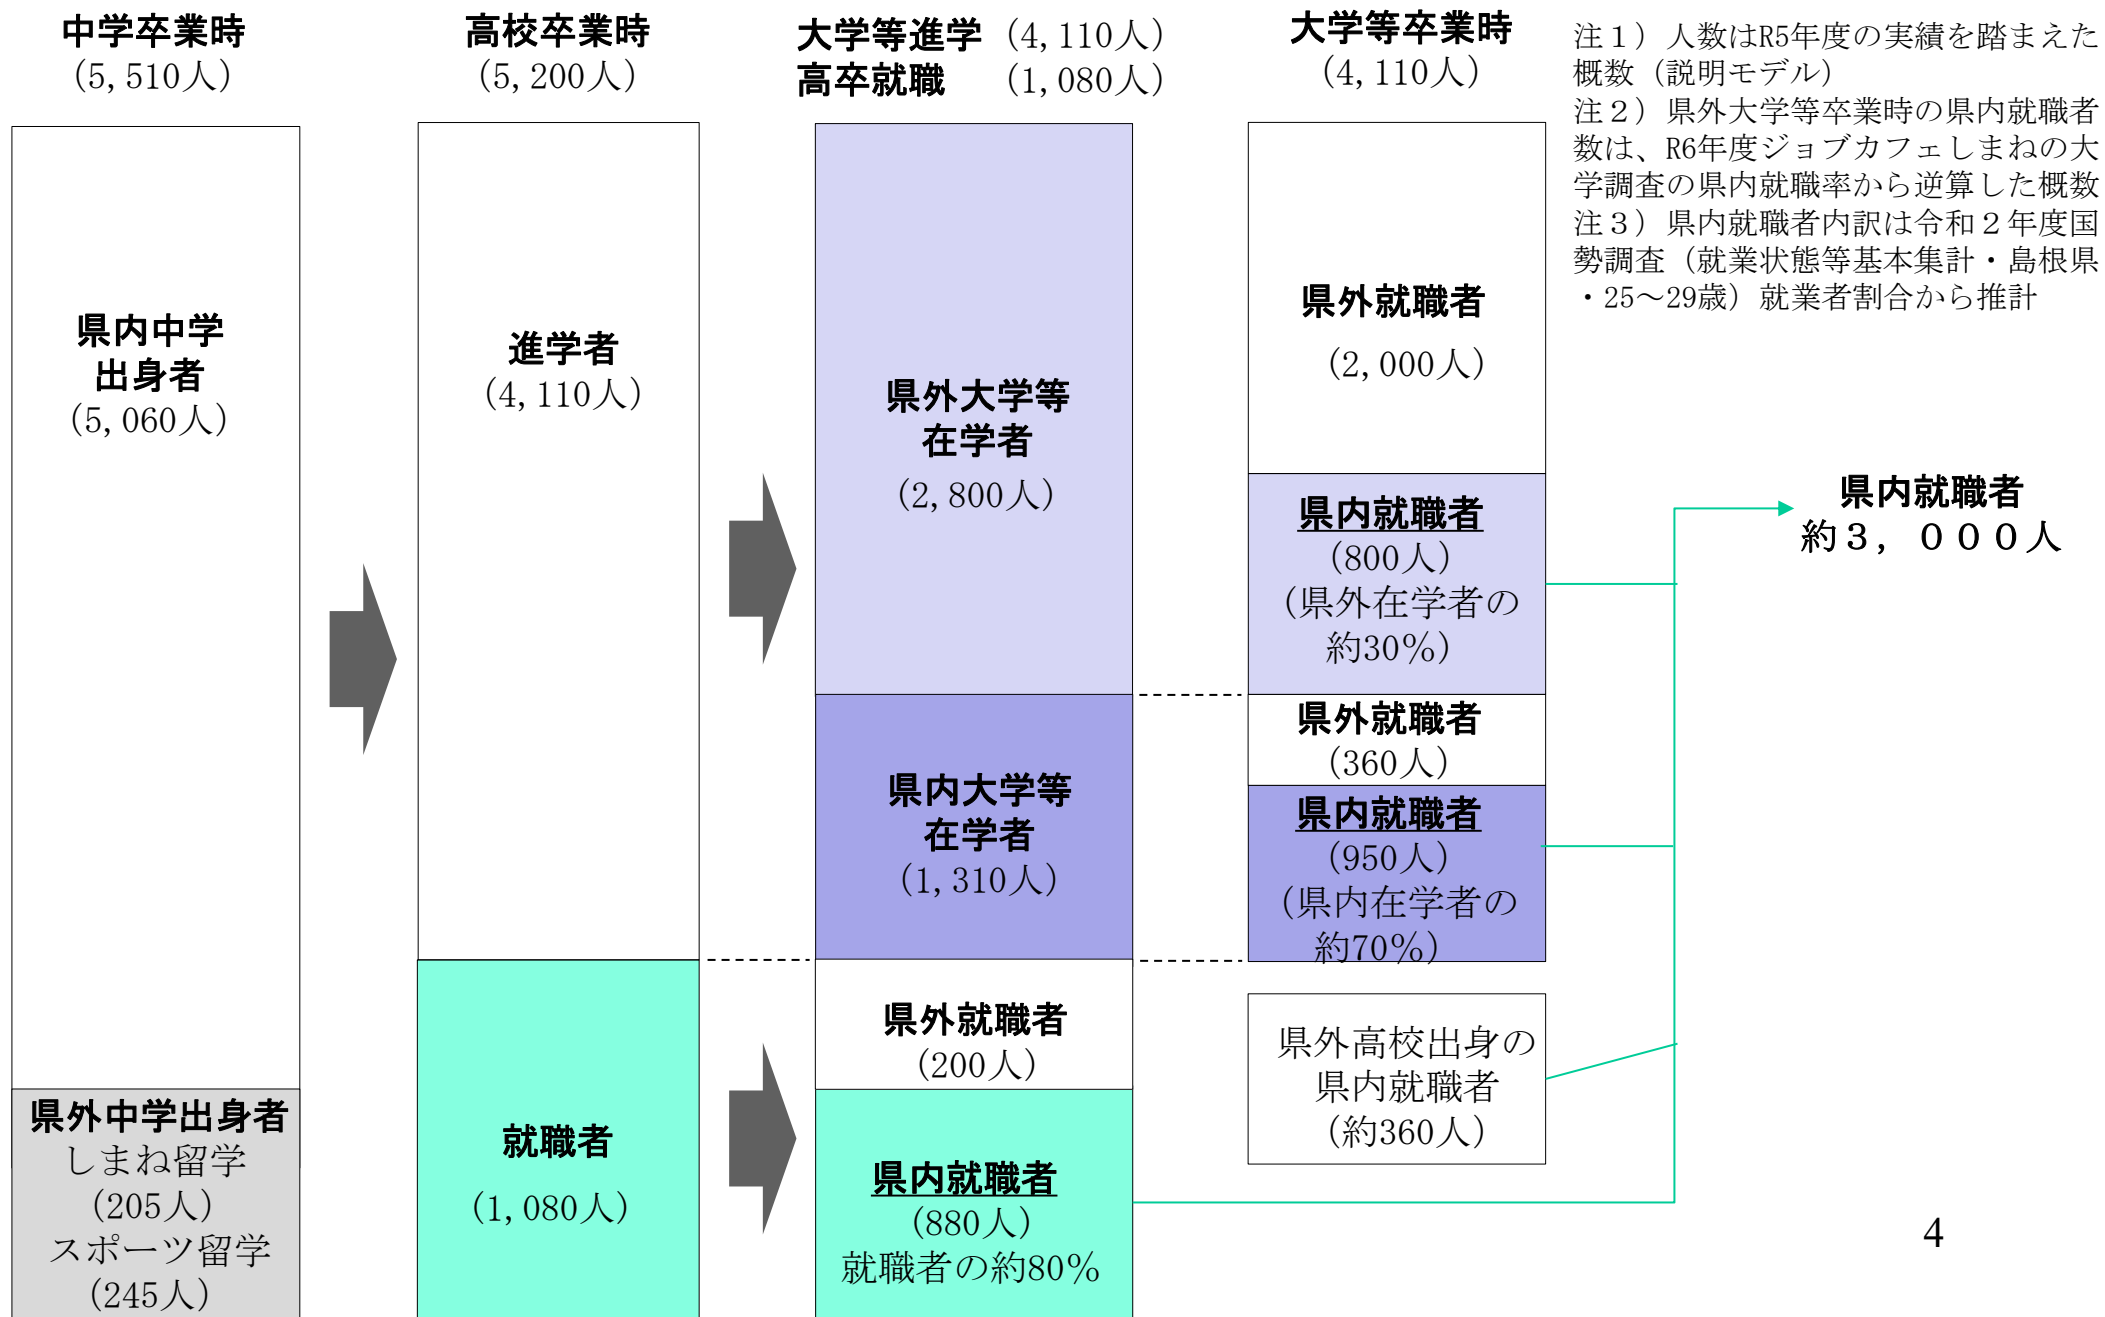 中学卒業時
（5,510人）
県内中学
出身者
（5,060人）
県外中学出身者
しまね留学
（205人）
スポーツ留学
（245人）
高校卒業時
（5,200人）
進学者
（4,110人）
就職者
（1,080人）
大学等進学（4,110人）
高卒就職　（1,080人）
県外大学等
在学者
（2,800人）
県内大学等
在学者
（1,310人）
県外就職者
（200人）
県内就職者
（880人）
就職者の約80％
大学等卒業時
（4,110人）
県外就職者
（2,000人）
県内就職者
（800人）
（県外在学者の
約30％）
県外就職者
（360人）
県内就職者
（950人）
（県内在学者の
約70％）
県外高校出身の
県内就職者
（約360人）
注１）人数はR5年度の実績を踏まえた
概数（説明モデル）
注２）県外大学等卒業時の県内就職者
数は、R6年度ジョブカフェしまねの大
学調査の県内就職率から逆算した概数
注３）県内就職者内訳は令和２年度国
勢調査（就業状態等基本集計・島根県
・25～29歳）就業者割合から推計
県内就職者
約３，０００人
4